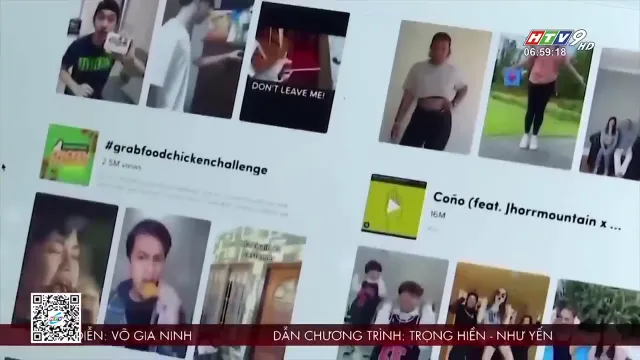 HTV9 HD
06:59:18
DON'T LEAVE ME!
#grabfoodchickenchallenge
2.5M views
Coño (feat. Jhorrmountain x ...
16M
DIỄN: VÕ GIA NINH
DẪN CHƯƠNG TRÌNH: TRỌNG HIỀN - NHƯ YẾN